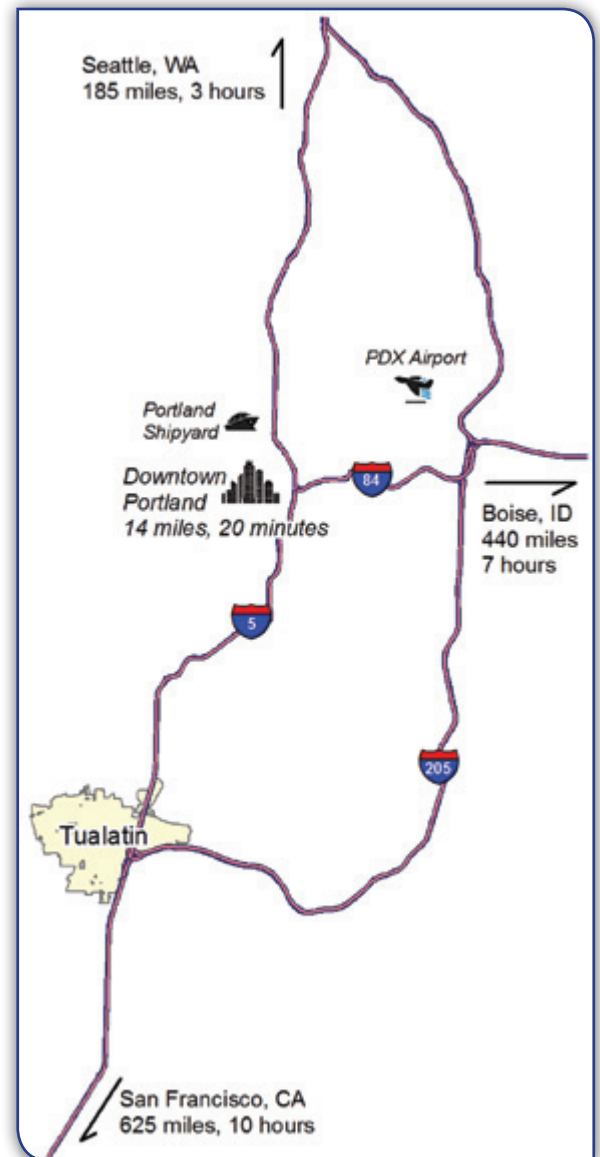 Seattle, WA
185 miles, 3 hours
PDX Airport
Portland
Shipyard
Downtown
Portland
14 miles, 20 minutes
84
Boise, ID
440 miles
7 hours
5
205
Tualatin
San Francisco, CA
625 miles, 10 hours